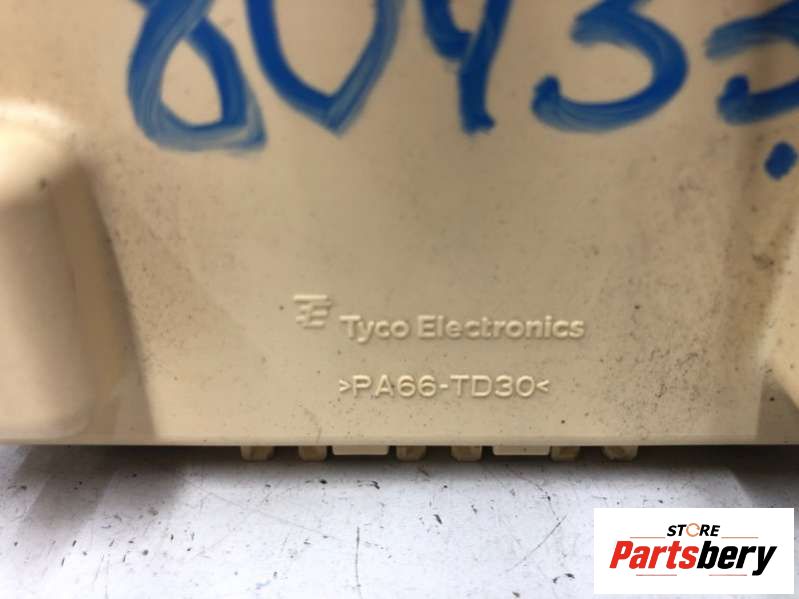 Tyco Electronics
>PA66-TD30<
STORE
Partsbery